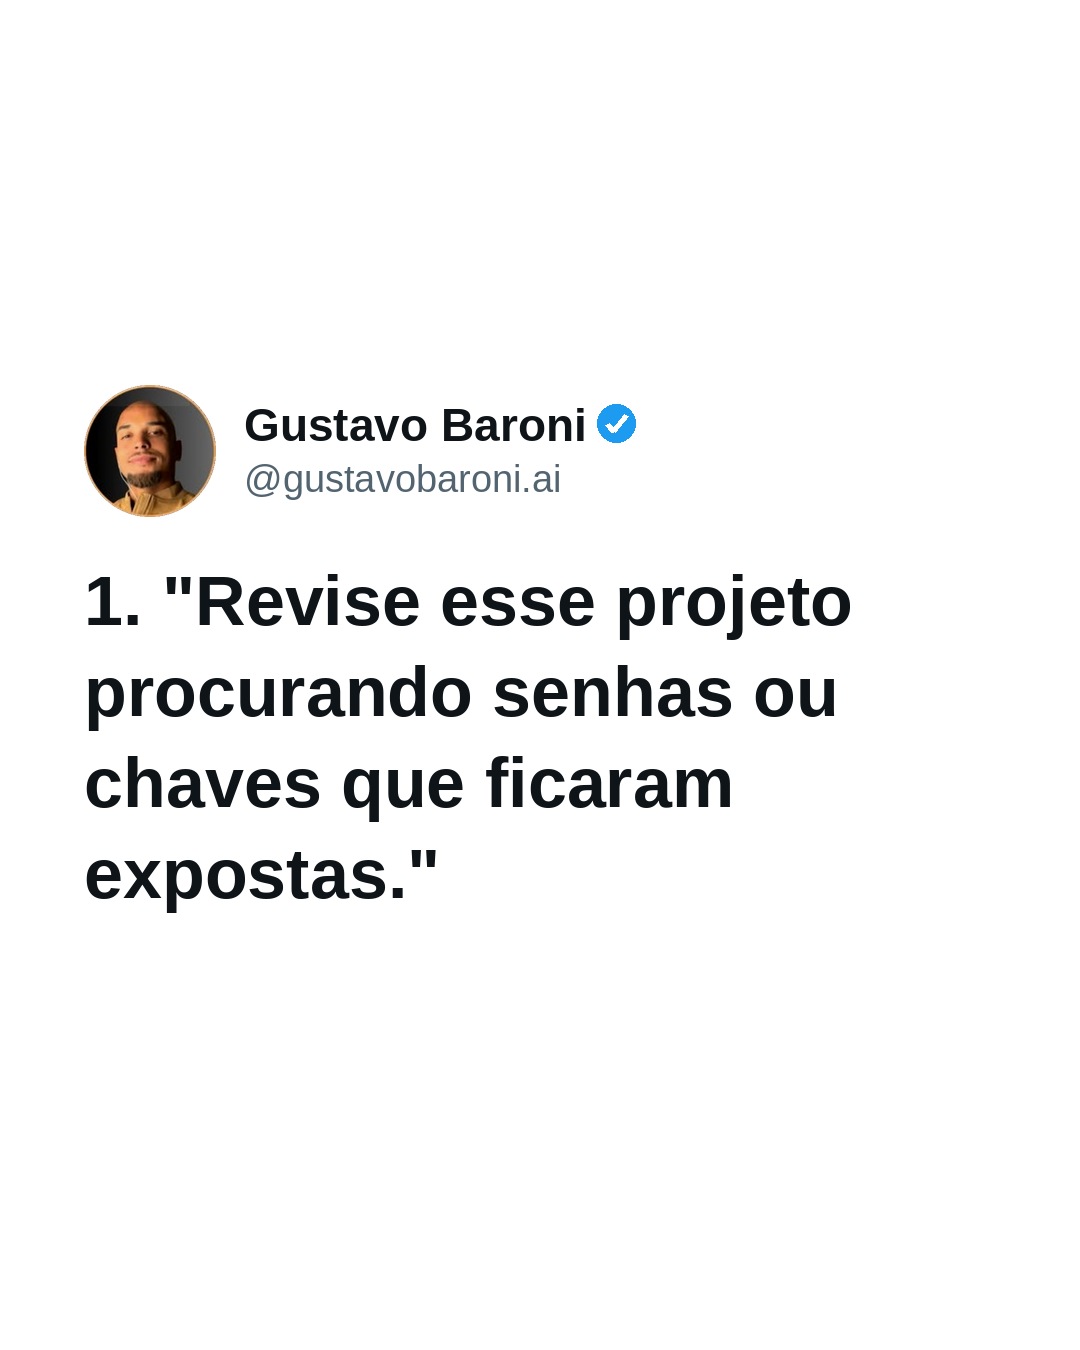 Gustavo Baroni
@gustavobaroni.ai
1. "Revise esse projeto
procurando senhas ou
chaves que ficaram
expostas."